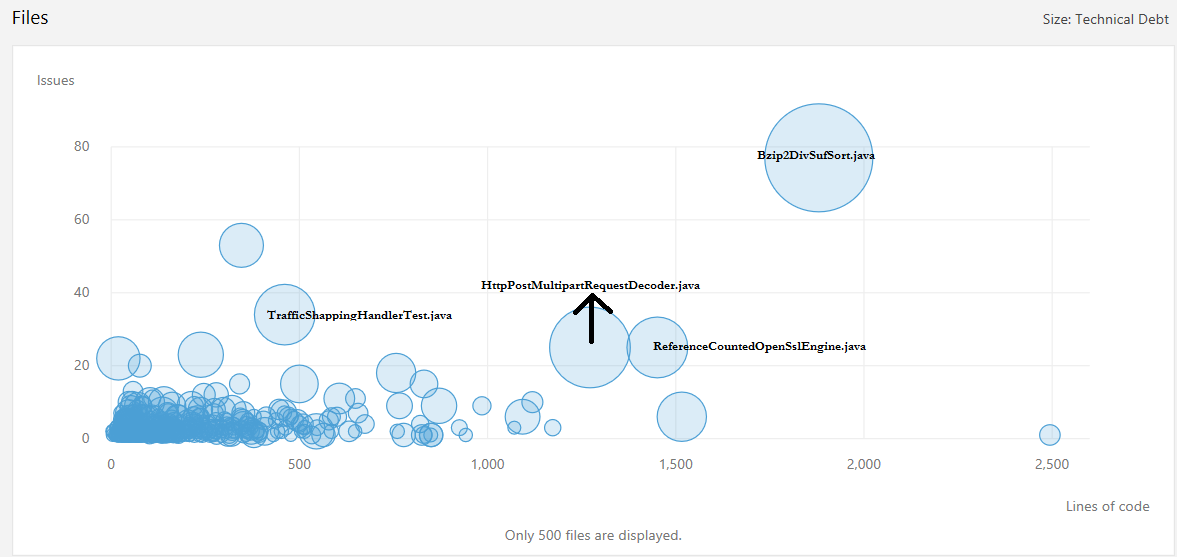 Files
Size: Technical Debt
Issues
80
Bzip2DivSufSort.java
60
40
HttpPostMultipartRequestDecoder.java
TrafficShappingHandlerTest.java
ReferenceCountedOpenSslEngine.java
20
0
0 500 1,000 1,500 2,000 2,500
Lines of code
Only 500 files are displayed.